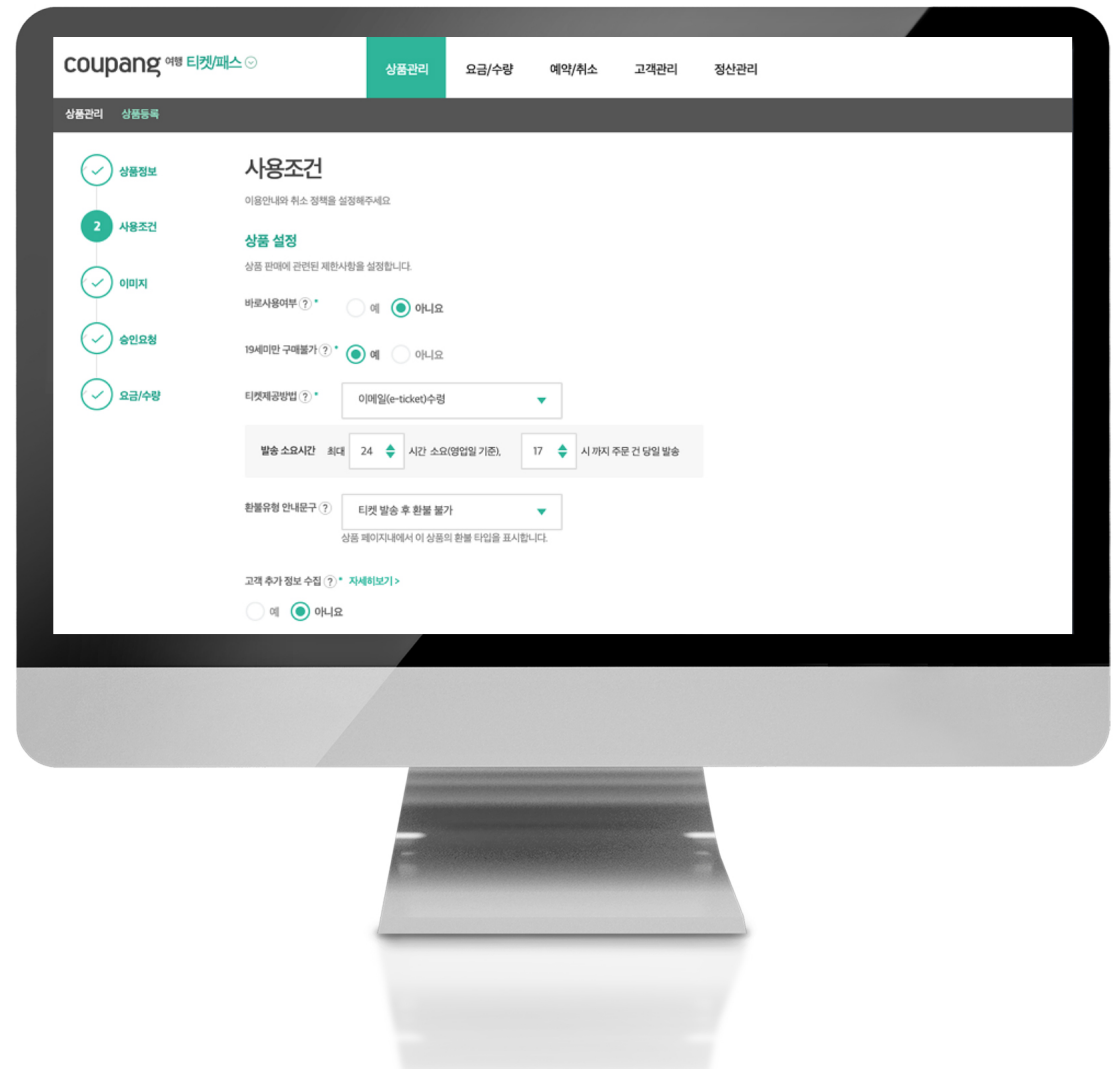 coupang 여행 티켓/패스
상품관리 요금/수량 예약/취소 고객관리 정산관리
상품관리 상품등록
상품정보
2 사용조건
이미지
승인요청
요금/수량
사용조건
이용안내와 취소 정책을 설정해주세요
상품 설정
상품 판매에 관련된 제한사항을 설정합니다.
바로사용여부 ? * 예 아니요
19세미만 구매불가 ? * 예 아니요
티켓제공방법 ? * 이메일(e-ticket)수령
발송 소요시간 최대 24 시간 소요(영업일 기준), 17 시 까지 주문 건 당일 발송
환불유형 안내문구 ? 티켓 발송 후 환불 불가
상품 페이지내에서 이 상품의 환불 타입을 표시합니다.
고객 추가 정보 수집 ? * 자세히보기 >
예 아니요